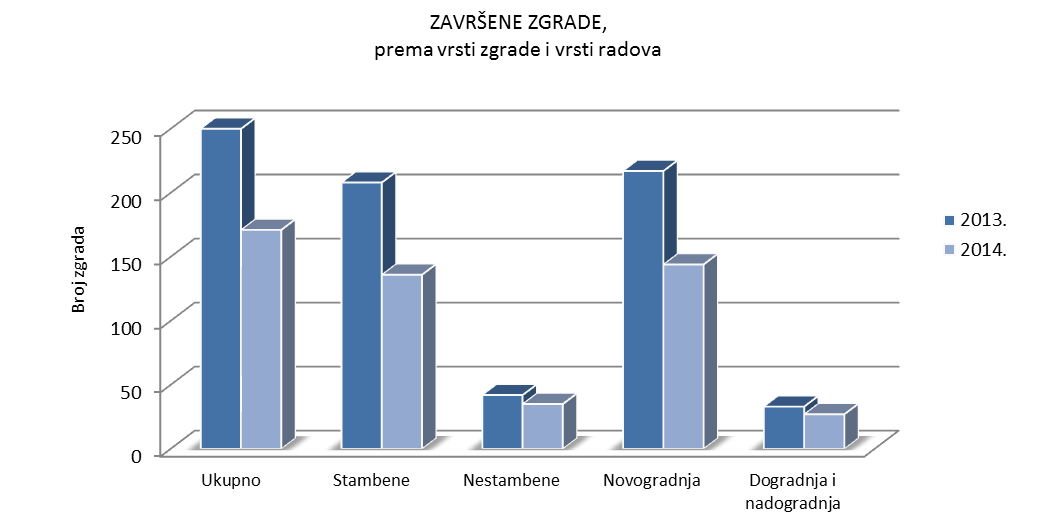 ZAVRŠENE ZGRADE,
prema vrsti zgrade i vrsti radova
250
200
150
100
50
0
Broj zgrada
Ukupno
Stambene
Nestambene
Novogradnja
Dogradnja i
nadogradnja
2013.
2014.